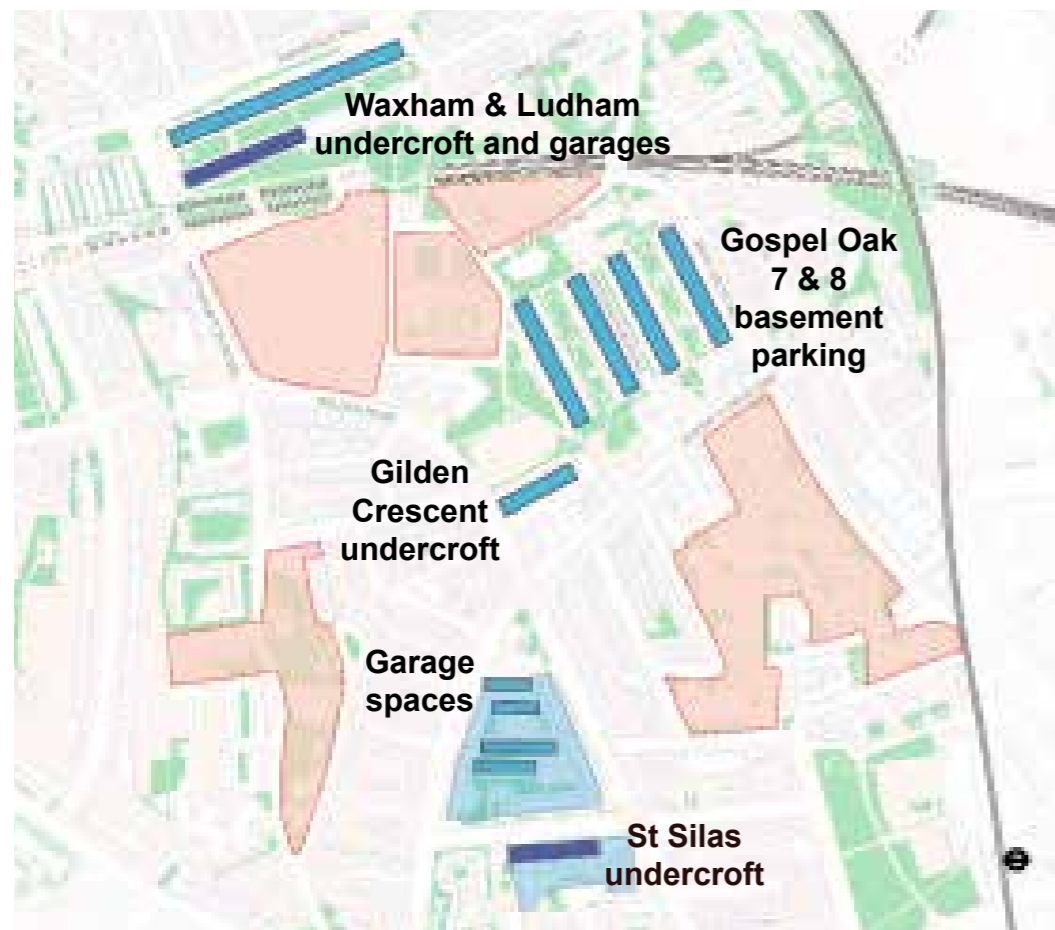 Waxham & Ludham
undercroft and garages
Gospel Oak
7 & 8
basement
parking
Gilden
Crescent
undercroft
Garage
spaces
St Silas
undercroft